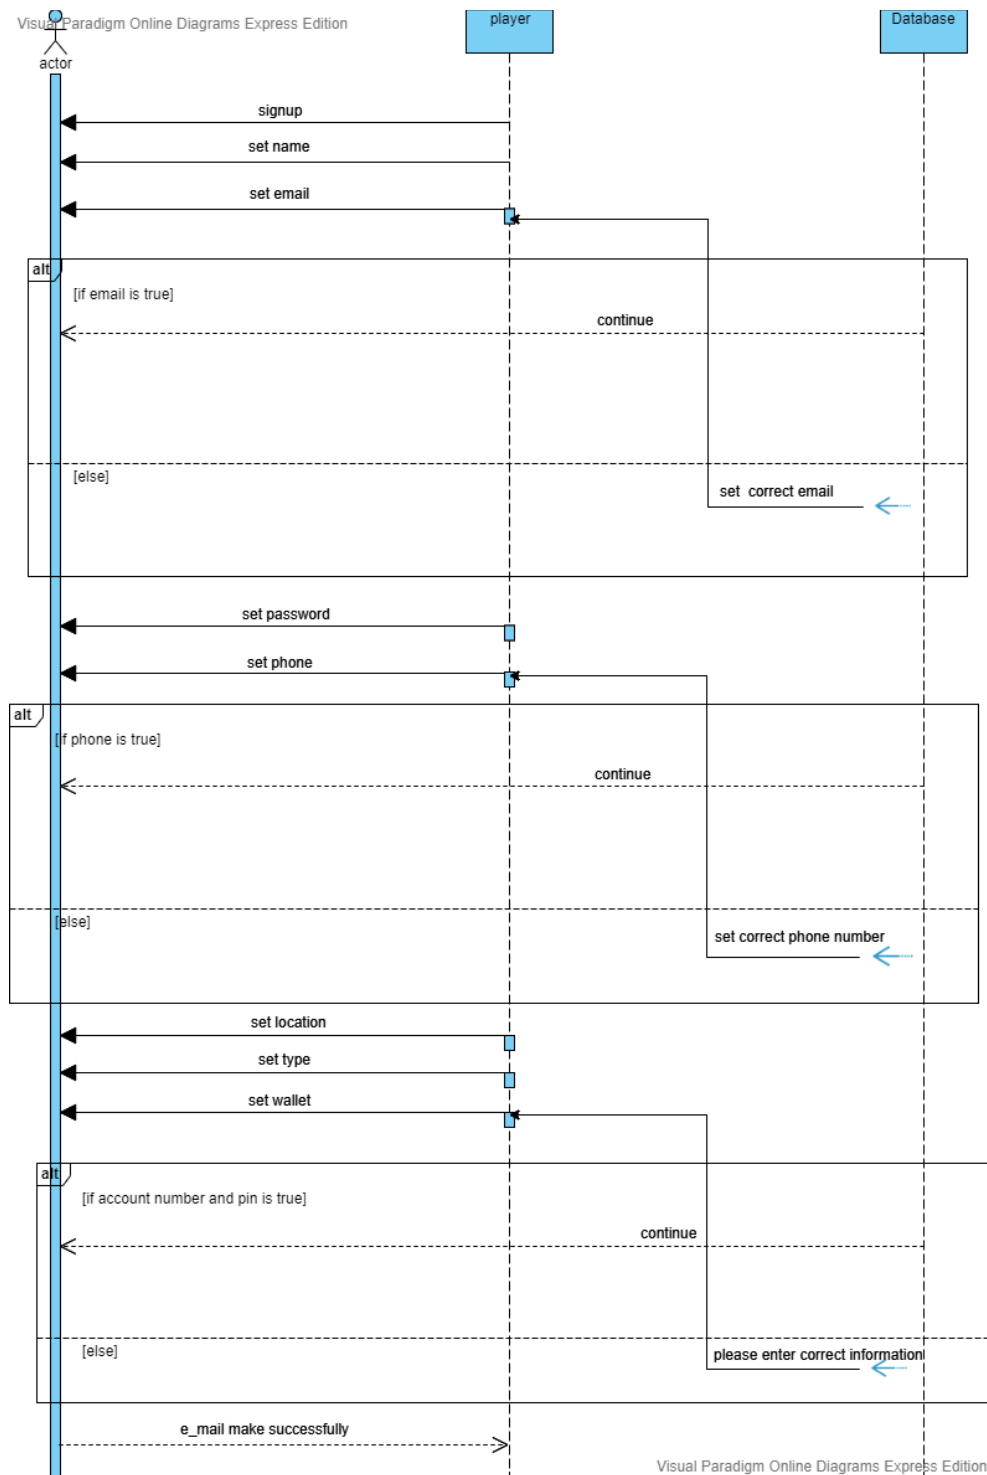 Visual Paradigm Online Diagrams Express Edition
player
Database
actor
signup
set name
set email
alt
[if email is true]
continue
[else]
set correct email
set password
set phone
alt
[if phone is true]
continue
[else]
set correct phone number
set location
set type
set wallet
alt
[if account number and pin is true]
continue
[else]
please enter correct information
e_mail make successfully
Visual Paradigm Online Diagrams Express Edition